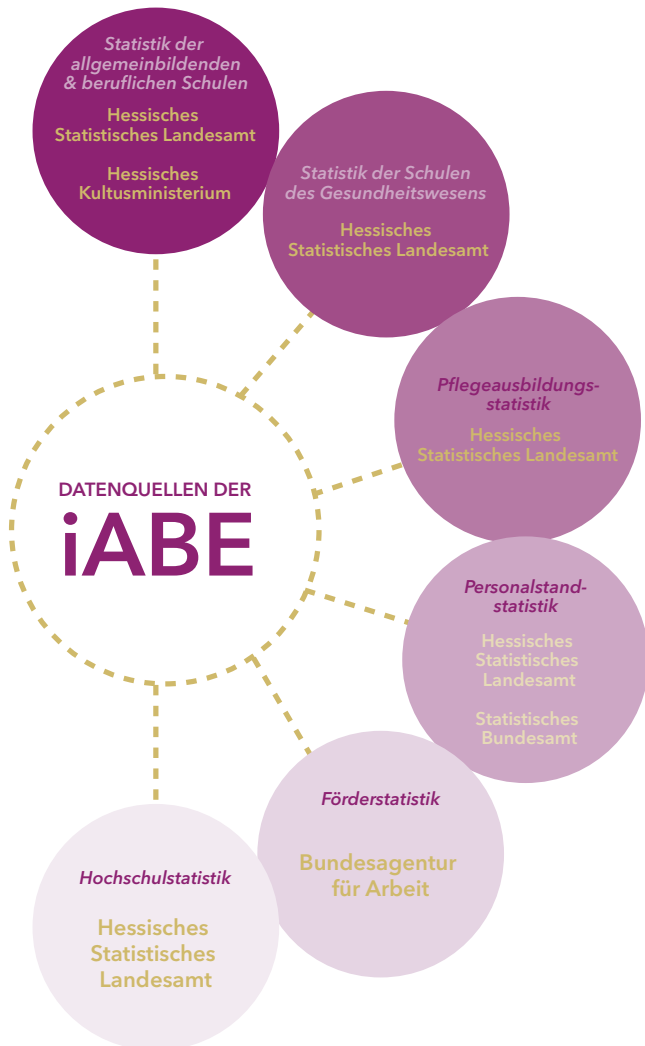 Statistik der
allgemeinbildenden
& beruflichen Schulen
Hessisches
Statistisches Landesamt
Hessisches
Kultusministerium
Statistik der Schulen
des Gesundheitswesens
Hessisches
Statistisches Landesamt
Pflegeausbildungs-
statistik
Hessisches
Statistisches Landesamt
DATENQUELLEN DER
iABE
Personalstand-
statistik
Hessisches
Statistisches
Landesamt
Statistisches
Bundesamt
Förderstatistik
Bundesagentur
für Arbeit
Hochschulstatistik
Hessisches
Statistisches
Landesamt